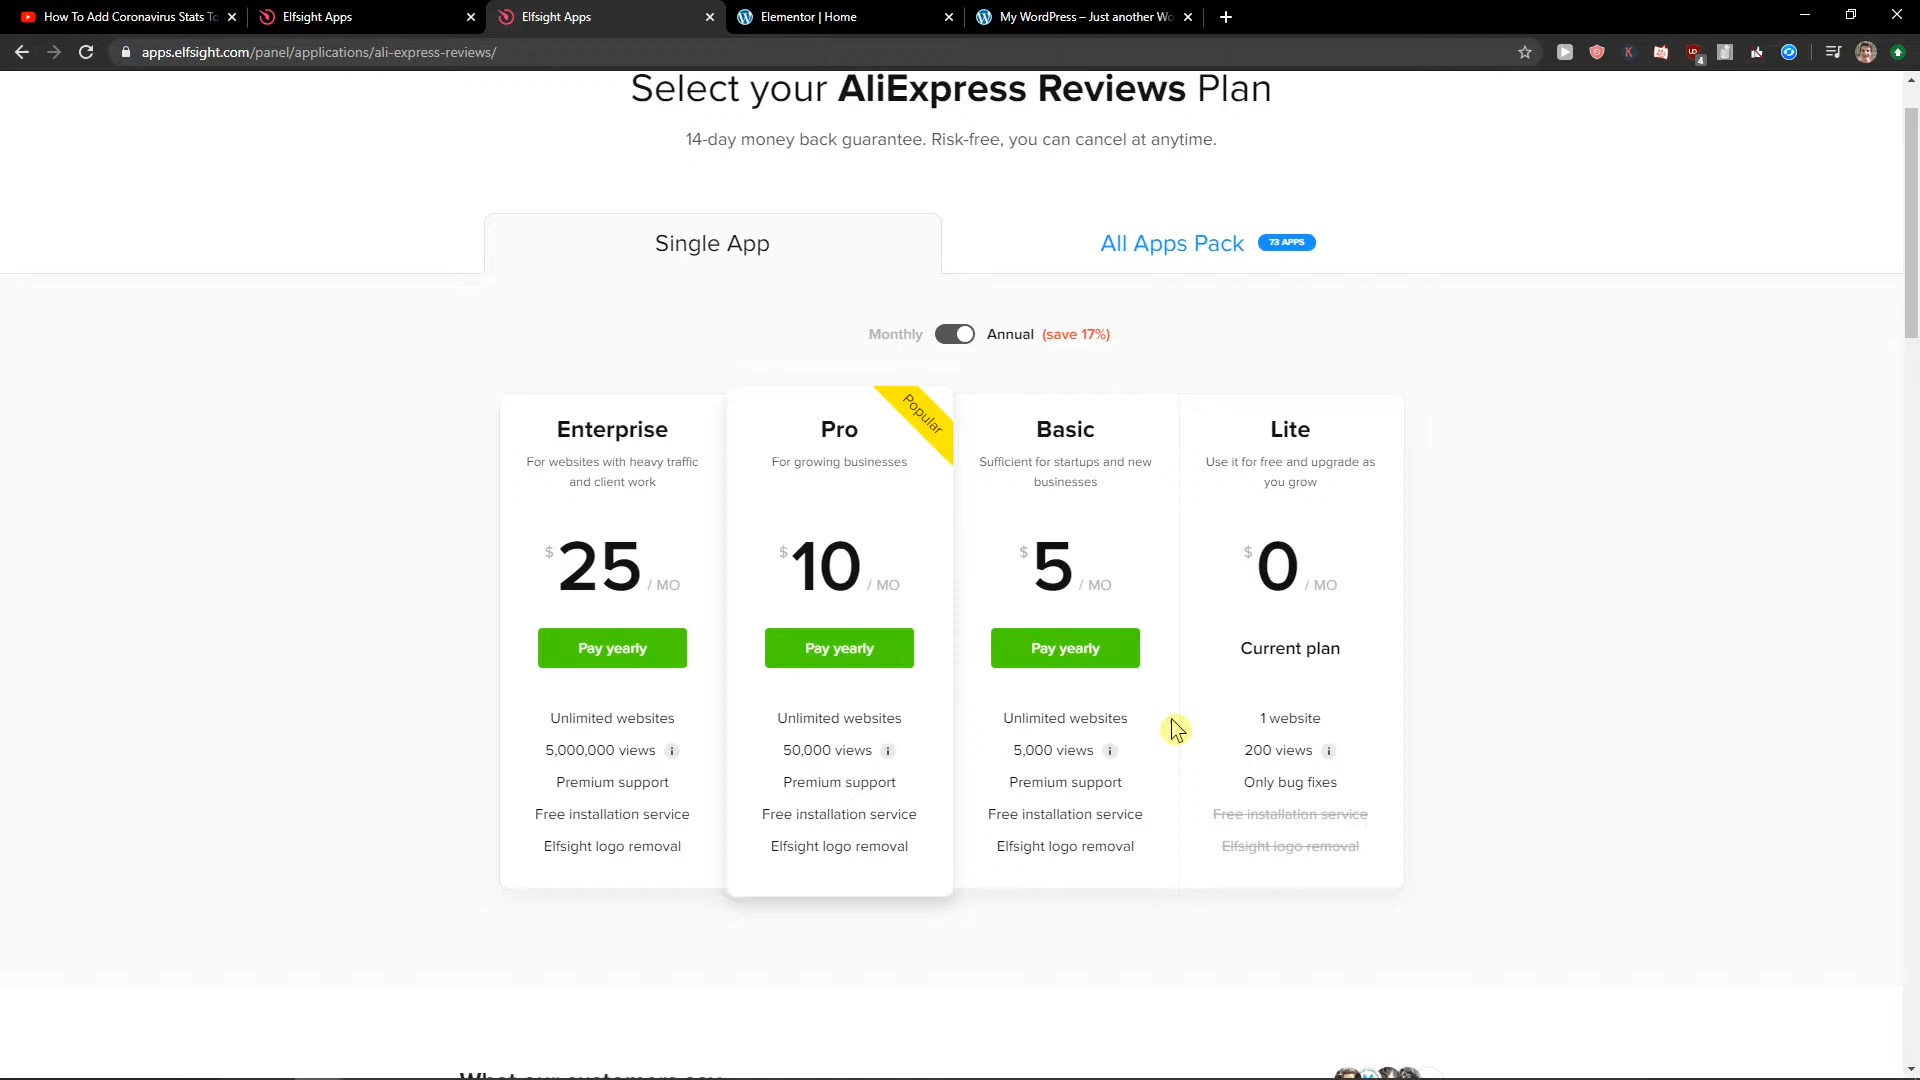 How To Add Coronavirus Stats To
Elfsight Apps
Elfsight Apps
Elementor | Home
My WordPress – Just another Wo
apps.elfsight.com/panel/applications/ali-express-reviews/
K
4
Select your AliExpress Reviews Plan
14-day money back guarantee. Risk-free, you can cancel at anytime.
Single App
All Apps Pack 73 APPS
Monthly Annual (save 17%)
Enterprise
For websites with heavy traffic
and client work
$ 25 / MO
Pay yearly
Unlimited websites
5,000,000 views i
Premium support
Free installation service
Elfsight logo removal
Pro
Popular
For growing businesses
$ 10 / MO
Pay yearly
Unlimited websites
50,000 views i
Premium support
Free installation service
Elfsight logo removal
Basic
Sufficient for startups and new
businesses
$ 5 / MO
Pay yearly
Unlimited websites
5,000 views i
Premium support
Free installation service
Elfsight logo removal
Lite
Use it for free and upgrade as
you grow
$ 0 / MO
Current plan
1 website
200 views i
Only bug fixes
Free installation service
Elfsight logo removal
What our customers say